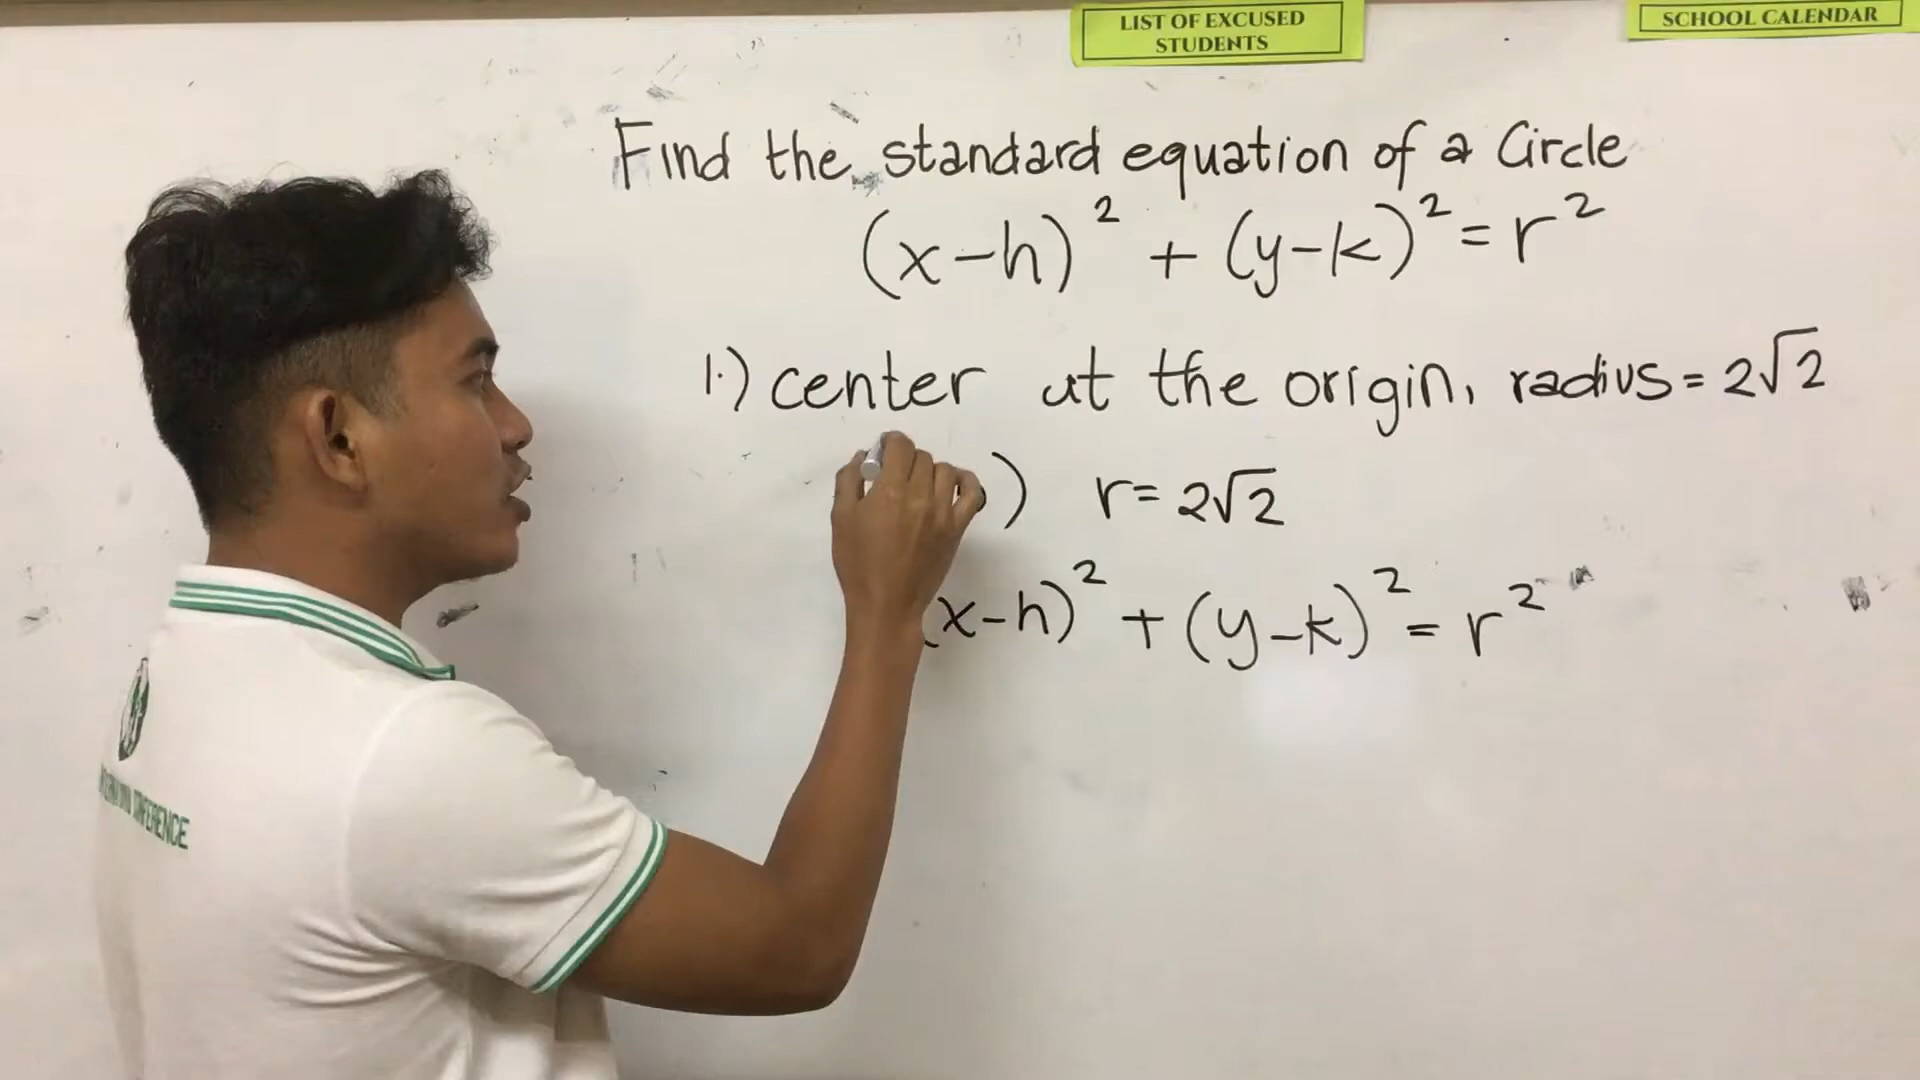 LIST OF EXCUSED
STUDENTS
SCHOOL CALENDAR
Find the standard equation of a Circle
(x-h)² + (y-k)² = r²
1.) center at the origin, radius = 2√2
) r = 2√2
(x-h)² + (y-k)² = r²
CONFERENCE